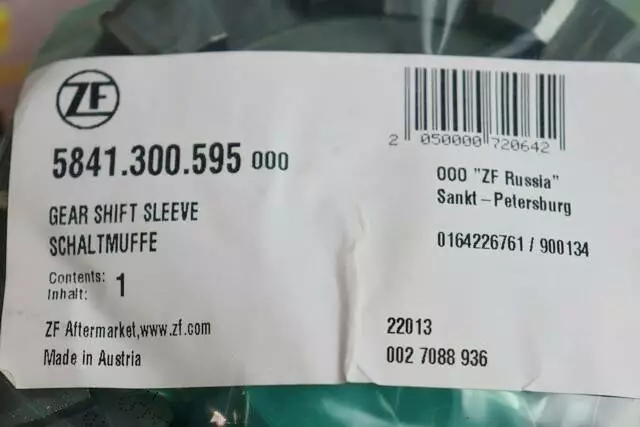 ZF
5841.300.595 000
GEAR SHIFT SLEEVE
SCHALTMUFFE
Contents: 1
Inhalt:
ZF Aftermarket,www.zf.com
Made in Austria
2 050000 720642
000 "ZF Russia"
Sankt-Petersburg
0164226761 / 900134
22013
002 7088 936